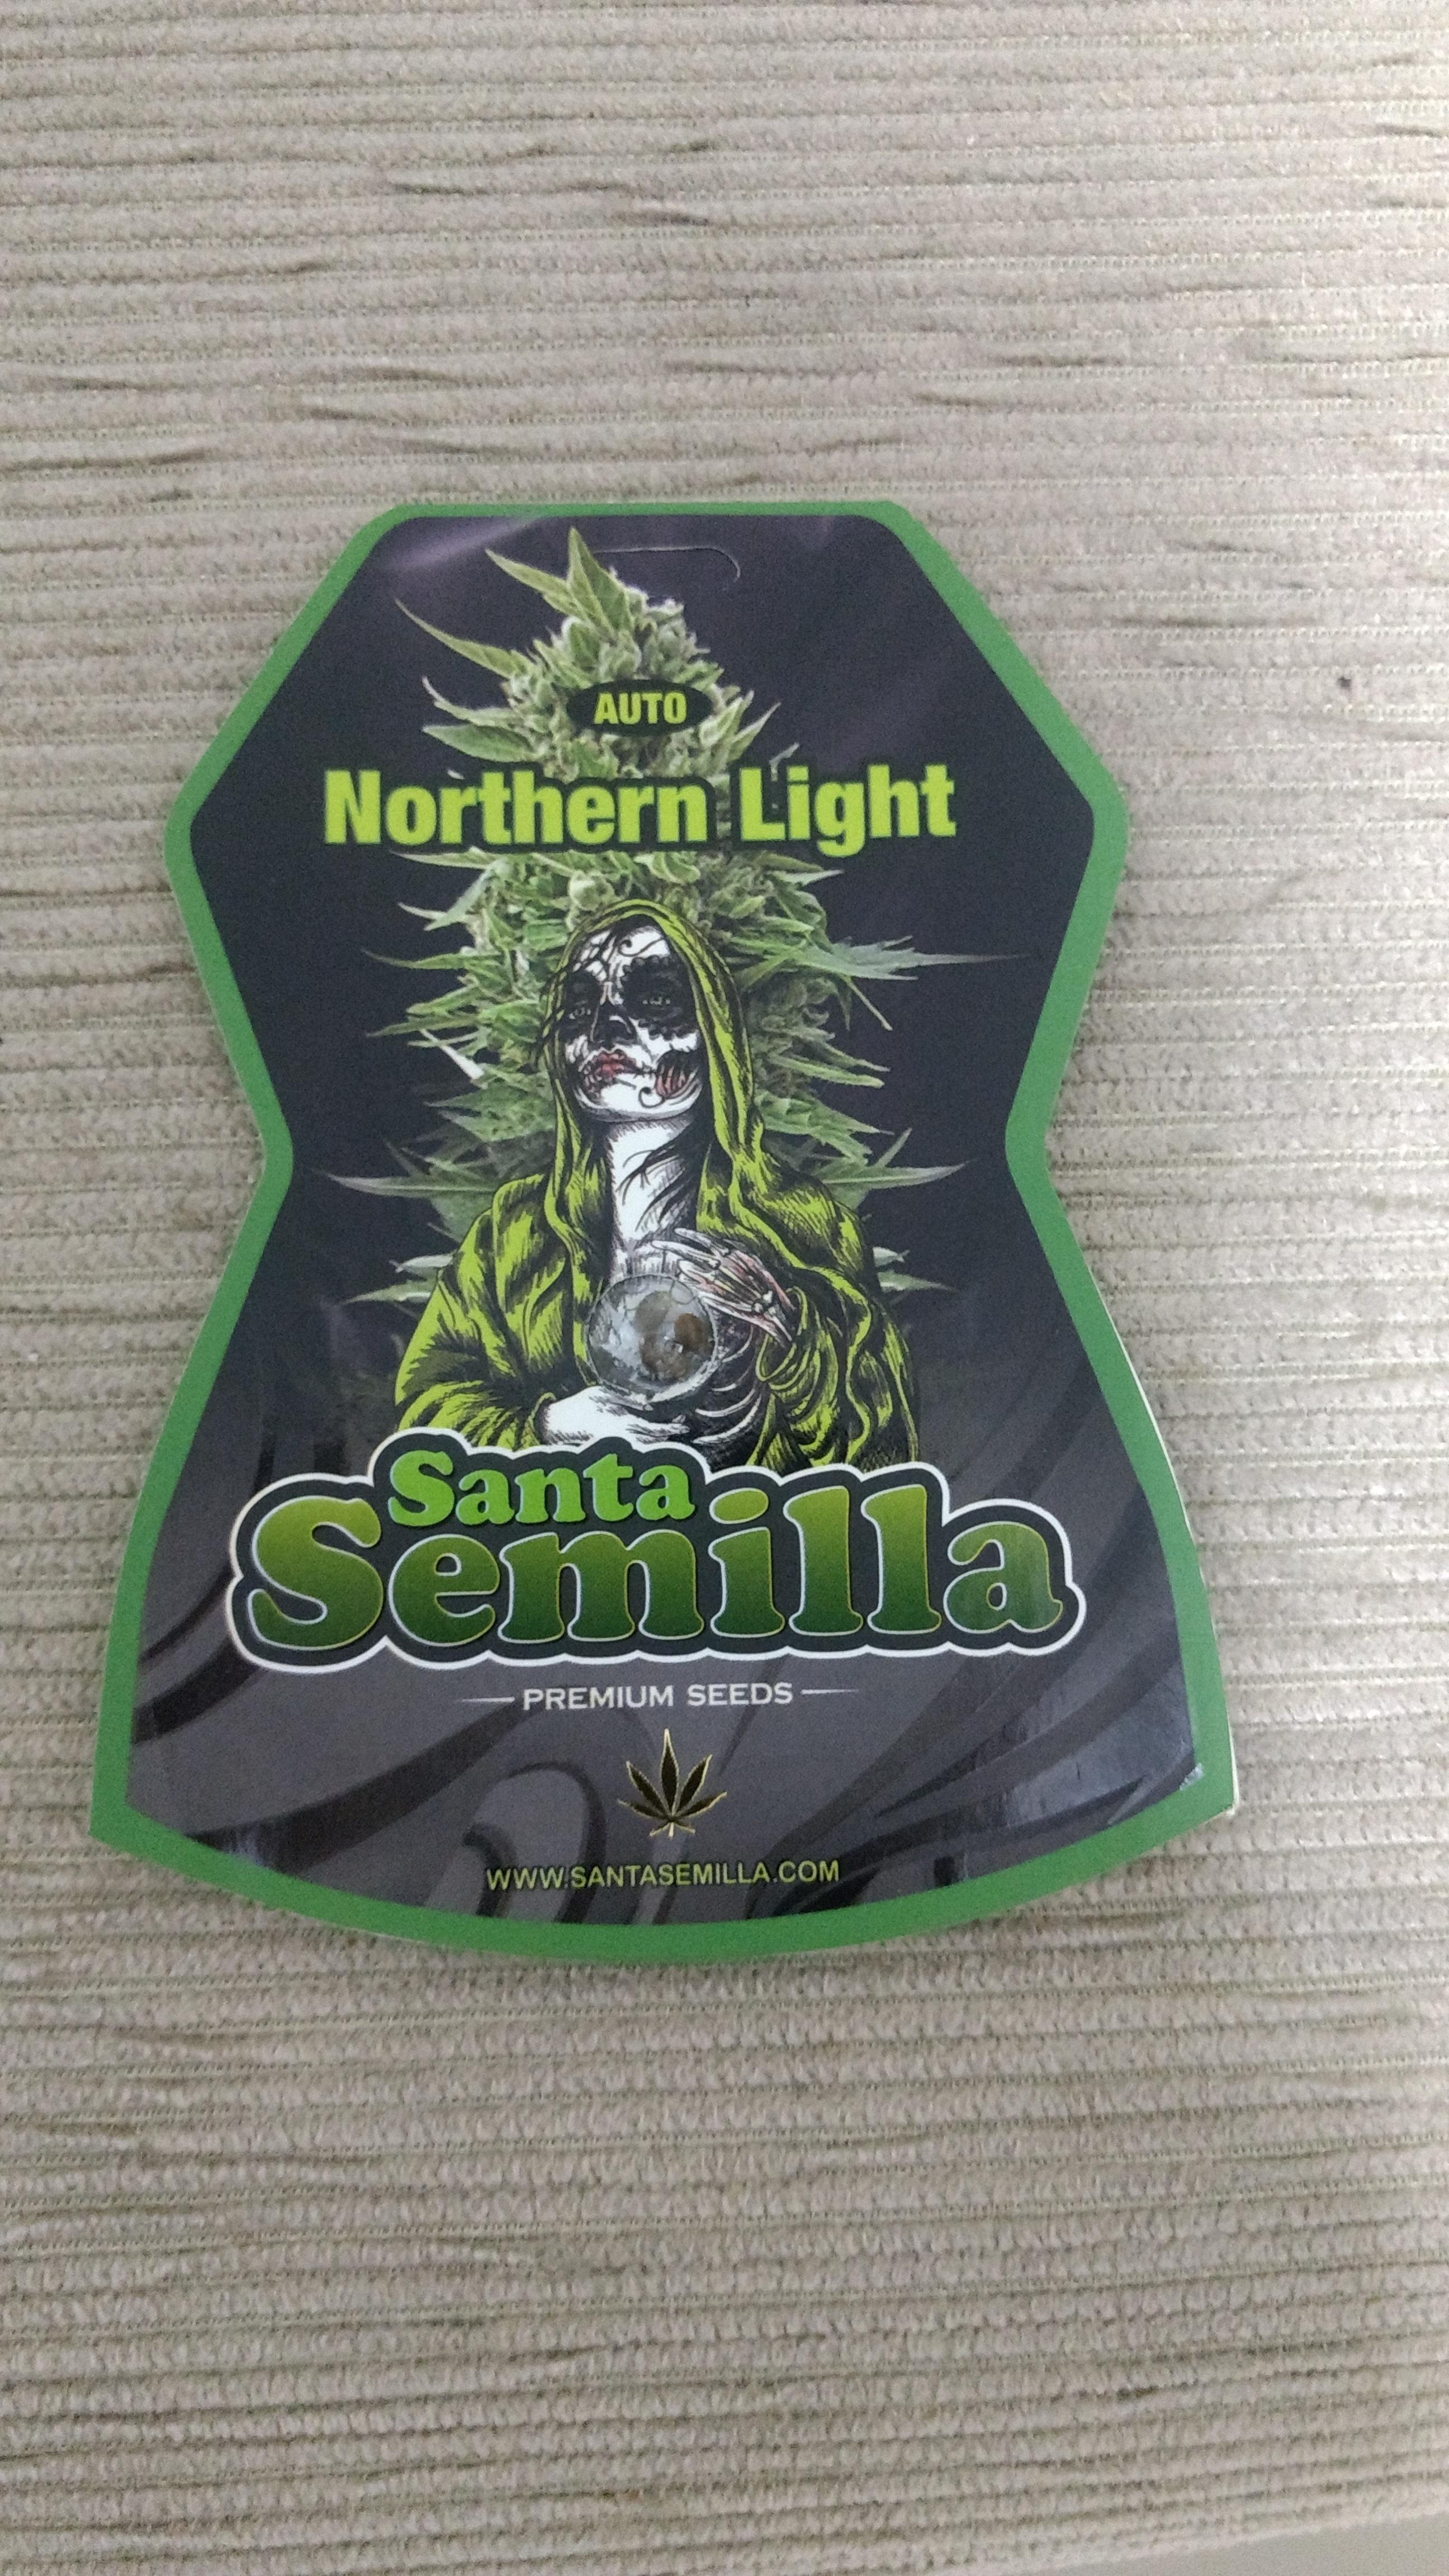 AUTO
Northern Light
Santa
Semilla
PREMIUM SEEDS
WWW.SANTASEMILLA.COM